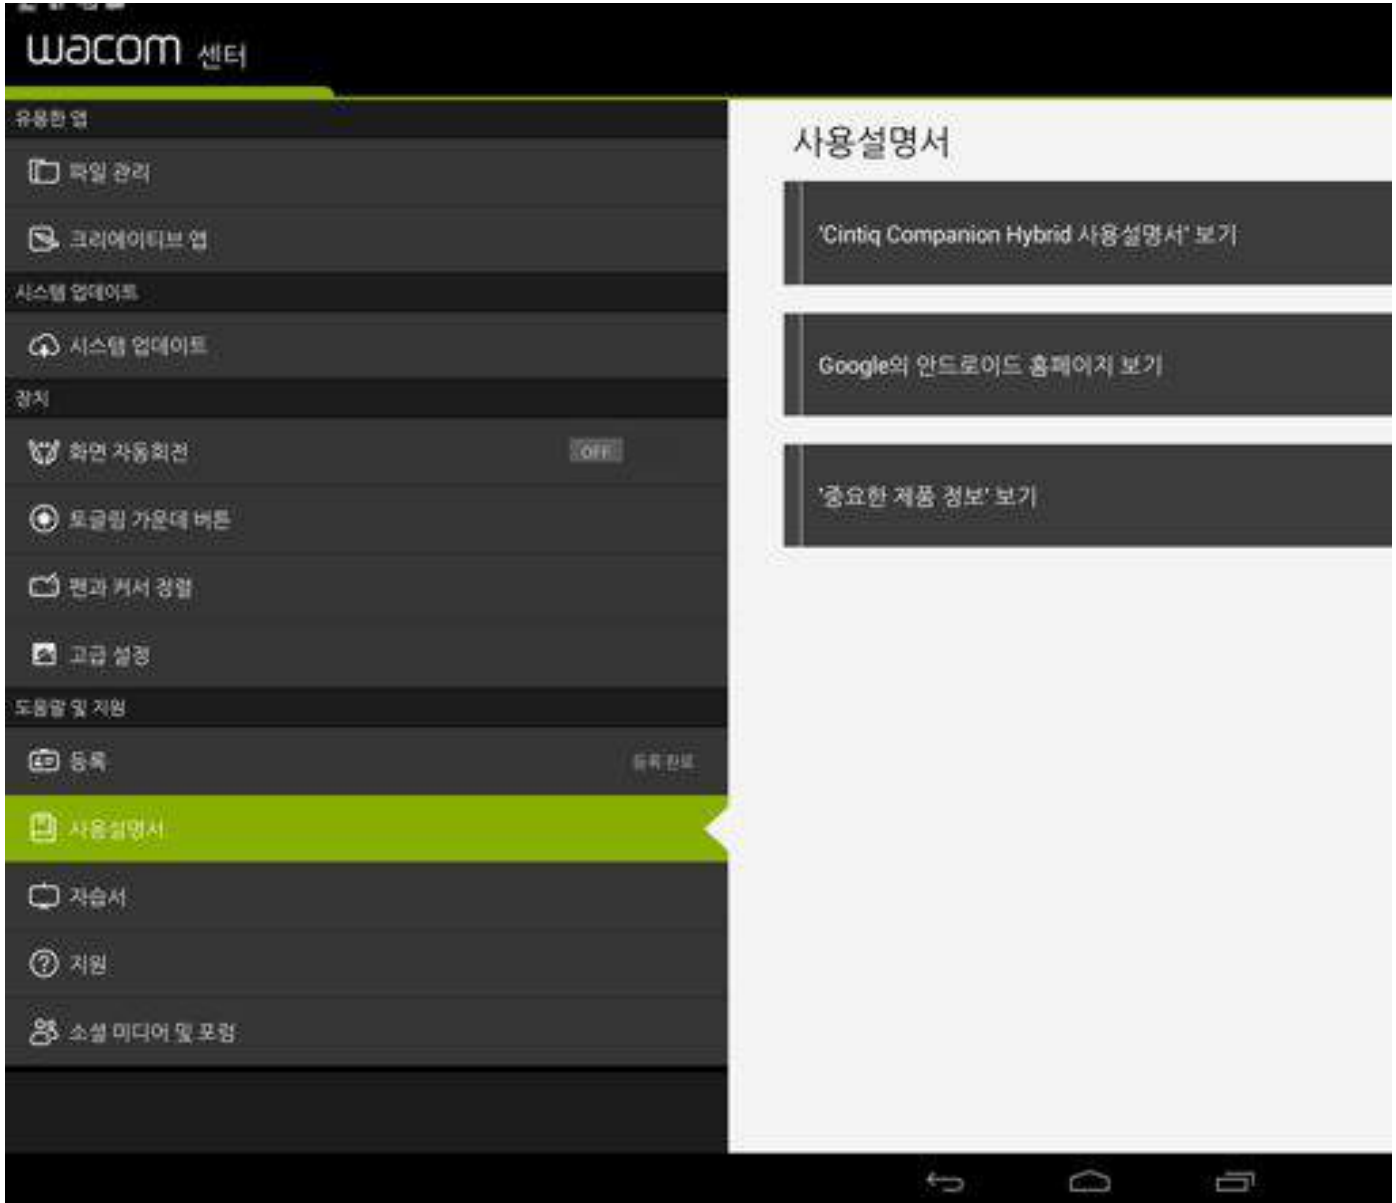 wacom 센터
유용한 앱
파일 관리
크리에이티브 앱
시스템 업데이트
시스템 업데이트
장치
화면 자동회전
OFF
토글링 가운데 버튼
펜과 커서 정렬
고급 설정
도움말 및 지원
등록
등록 완료
사용설명서
자습서
지원
소셜 미디어 및 포럼
사용설명서
'Cintiq Companion Hybrid 사용설명서' 보기
Google의 안드로이드 홈페이지 보기
'중요한 제품 정보' 보기